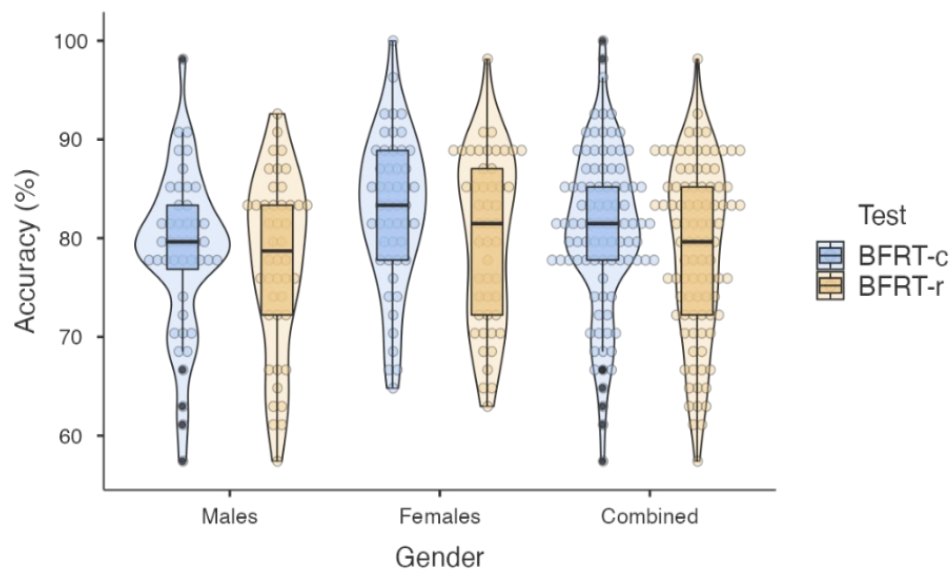 100
90
80
70
60
Accuracy (%)
Males
Females
Combined
Gender
Test
BFRT-c
BFRT-r